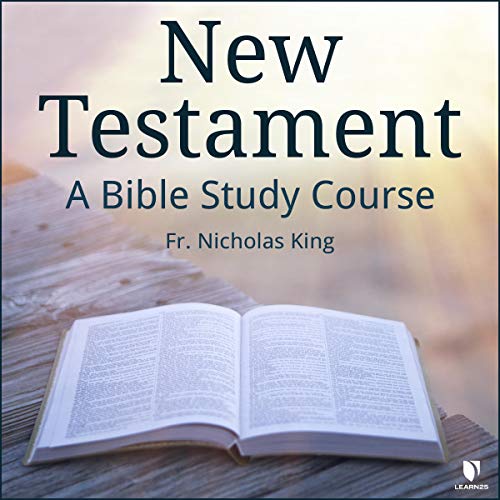 New
Testament
A Bible Study Course
Fr. Nicholas King
LEARN25